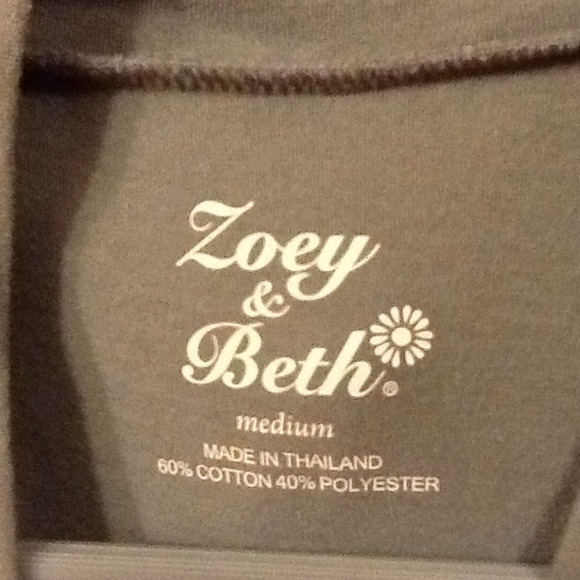 Zoey
&
Beth®
medium
MADE IN THAILAND
60% COTTON 40% POLYESTER